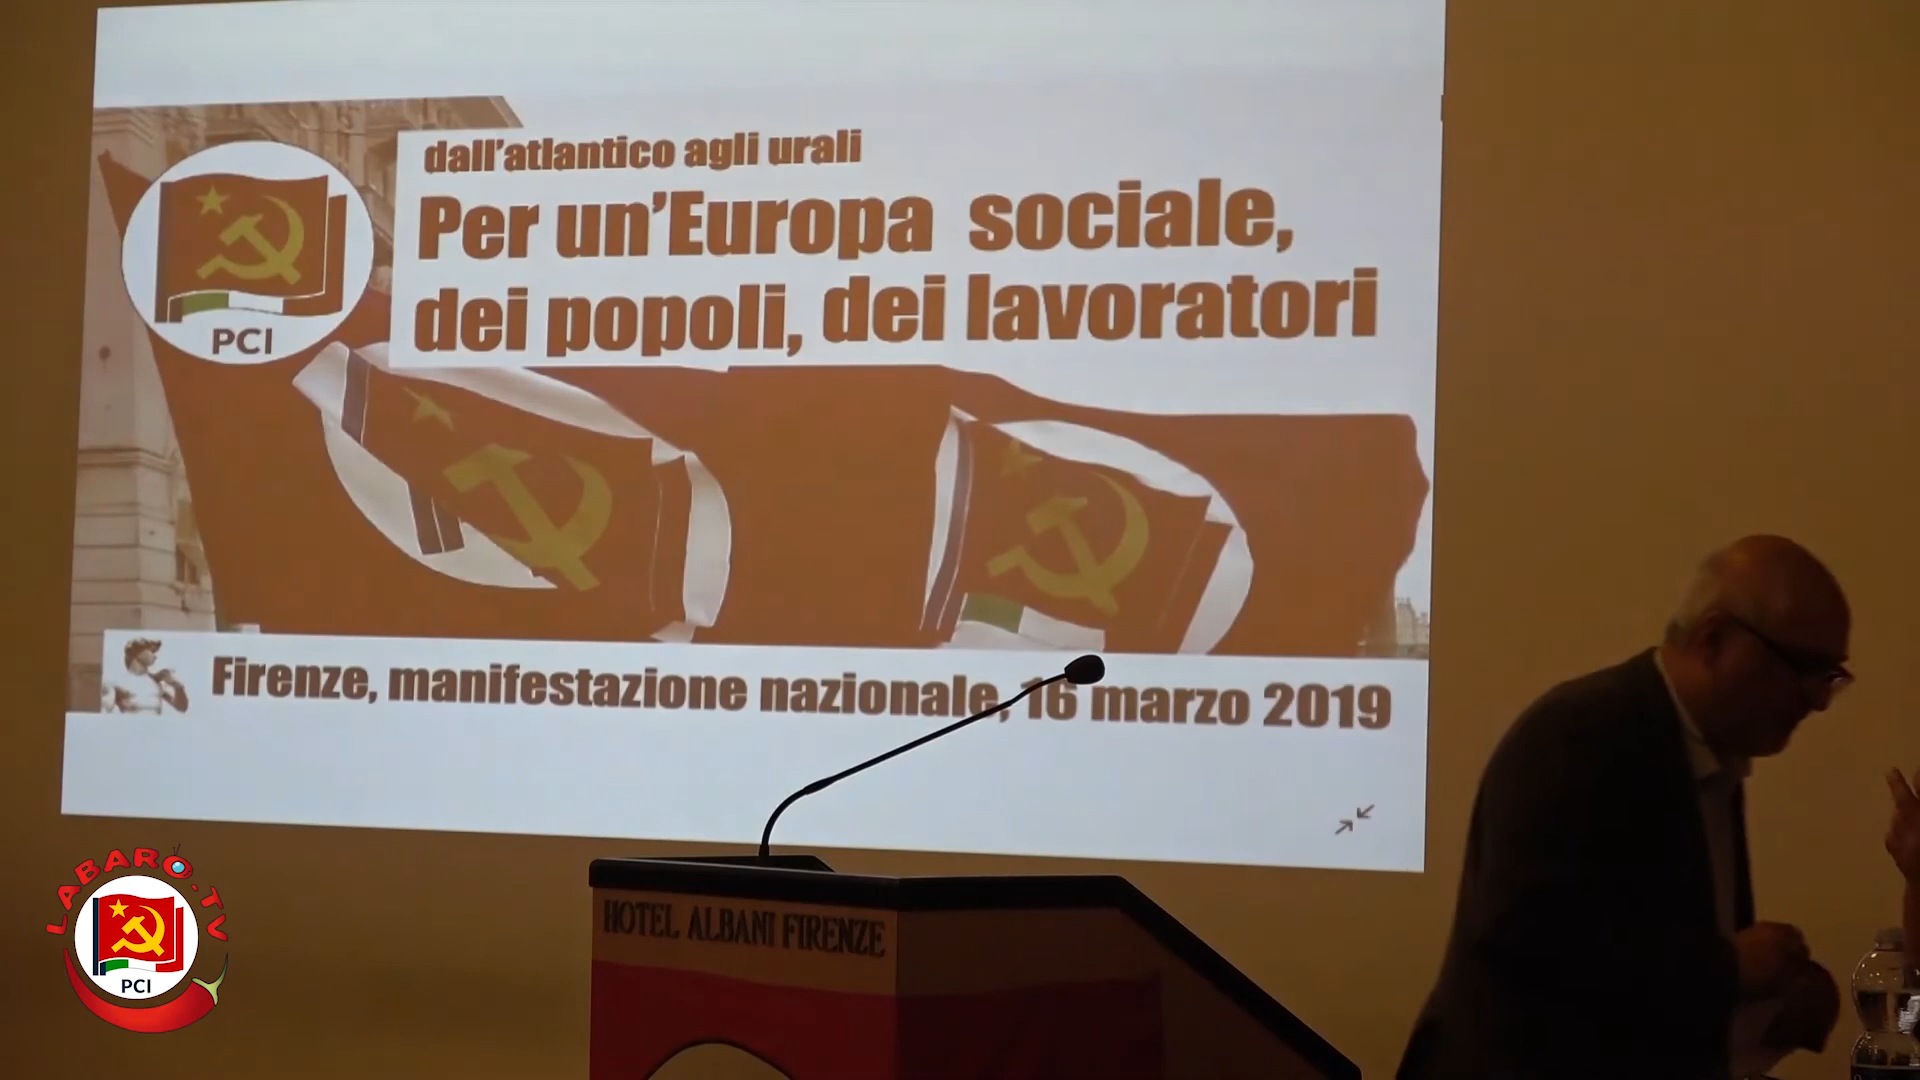 dall'atlantico agli urali
Per un'Europa sociale,
dei popoli, dei lavoratori
PCI
Firenze, manifestazione nazionale, 16 marzo 2019
HOTEL ALBANI FIRENZE
LABARO.TV
PCI